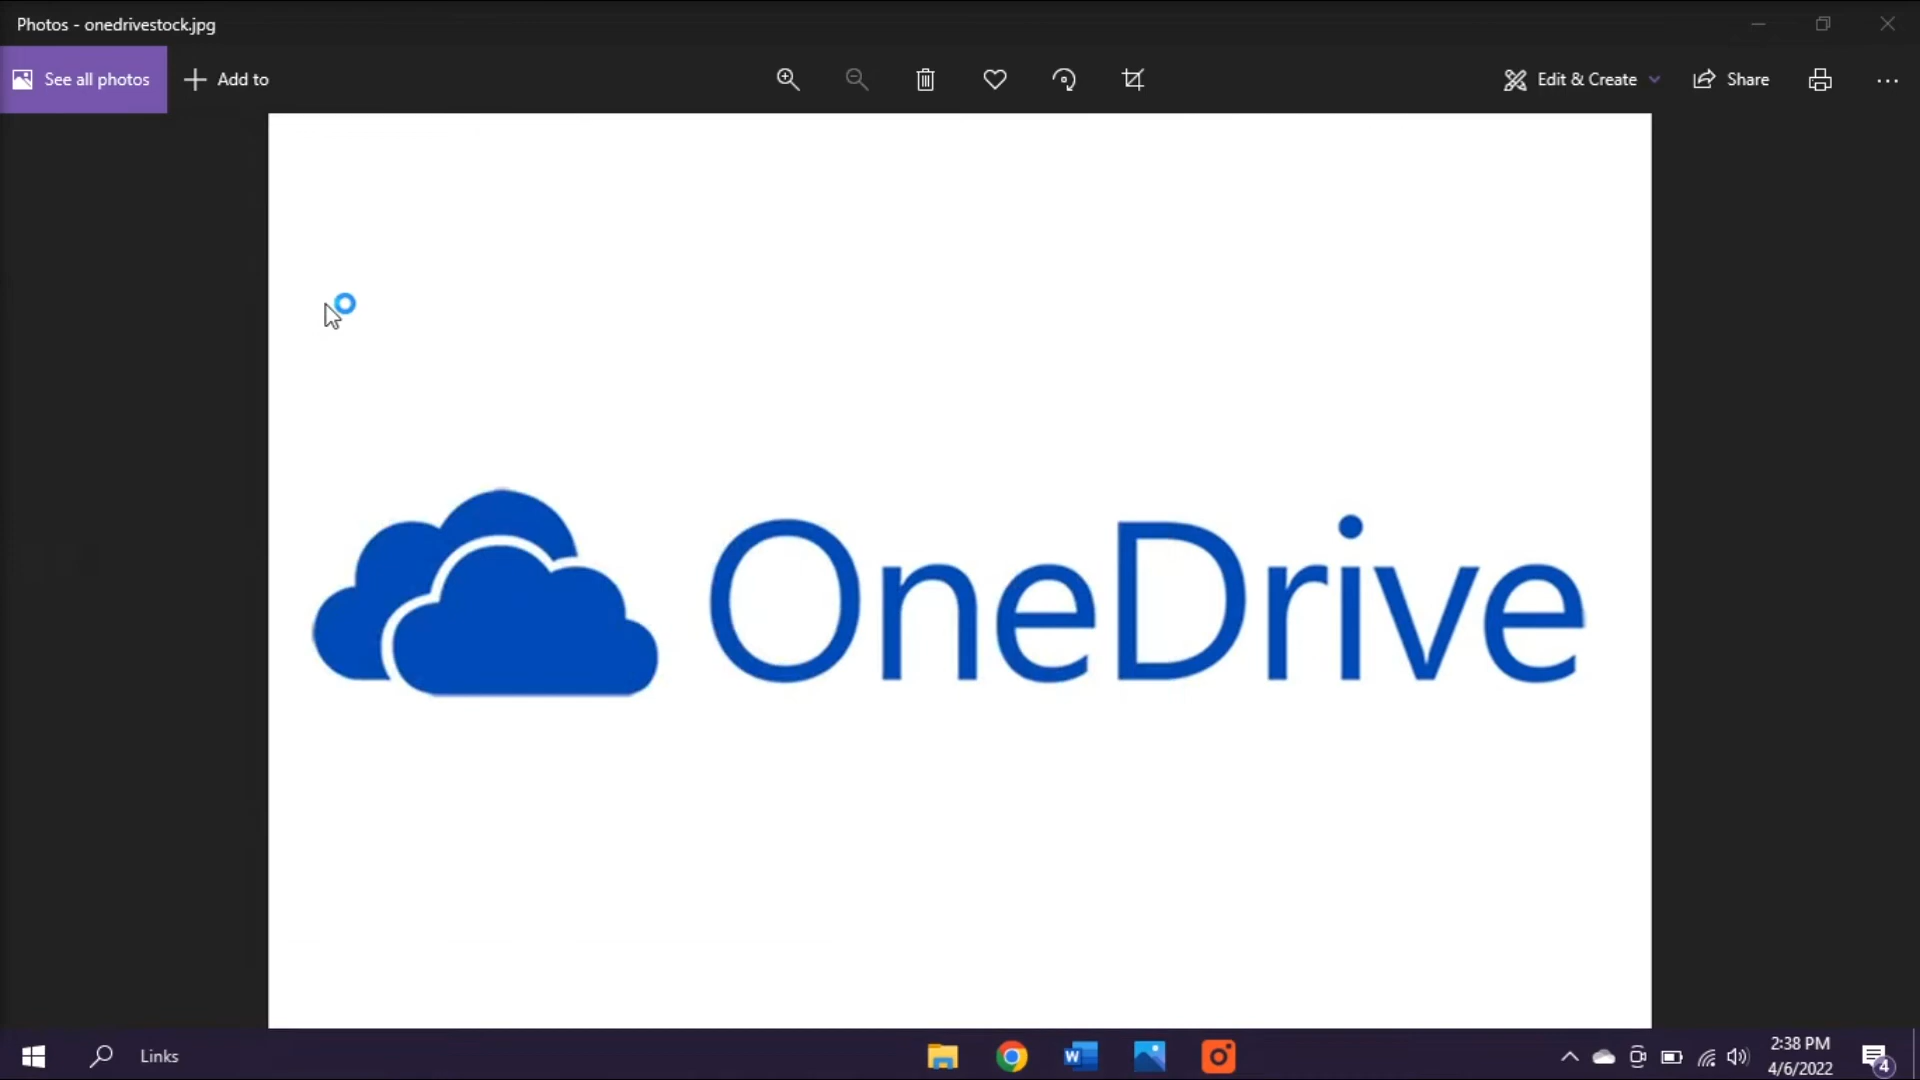 Photos - onedrivestock.jpg
See all photos
Add to
Edit & Create
Share
OneDrive
Links
W
2:38 PM
4/6/2022
4